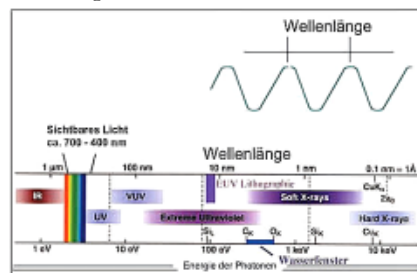 Wellenlänge
Sichtbares Licht
ca. 700 - 400 nm
Wellenlänge
1 µm
100 nm
10 nm
1 nm
0.1 nm = 1Å
EUV Lithographie
CuKα
IR
VUV
Soft X-rays
UV
Extreme Ultraviolet
Hard X-rays
1 eV
10 eV
100 eV
1 keV
10 keV
Wasserfenster
Energie der Photonen